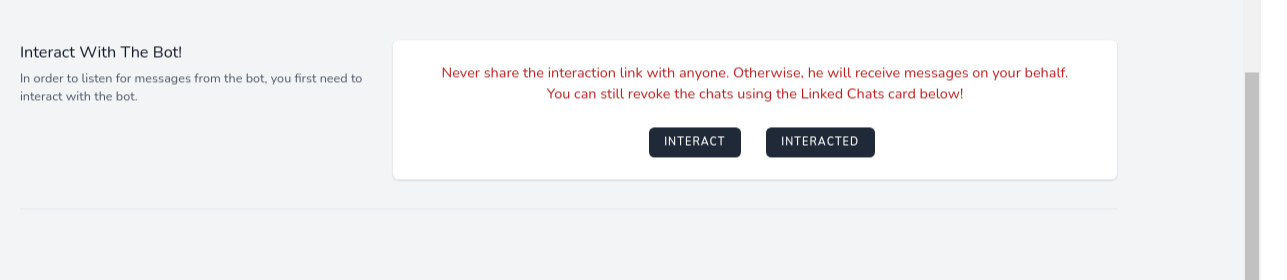 Interact With The Bot!
In order to listen for messages from the bot, you first need to
interact with the bot.
Never share the interaction link with anyone. Otherwise, he will receive messages on your behalf.
You can still revoke the chats using the Linked Chats card below!
INTERACT
INTERACTED